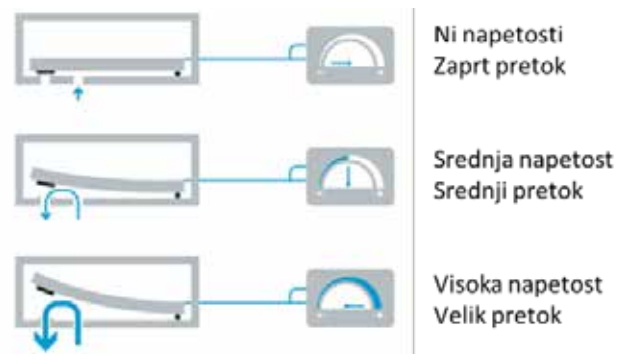 Ni napetosti
Zaprt pretok
Srednja napetost
Srednji pretok
Visoka napetost
Velik pretok